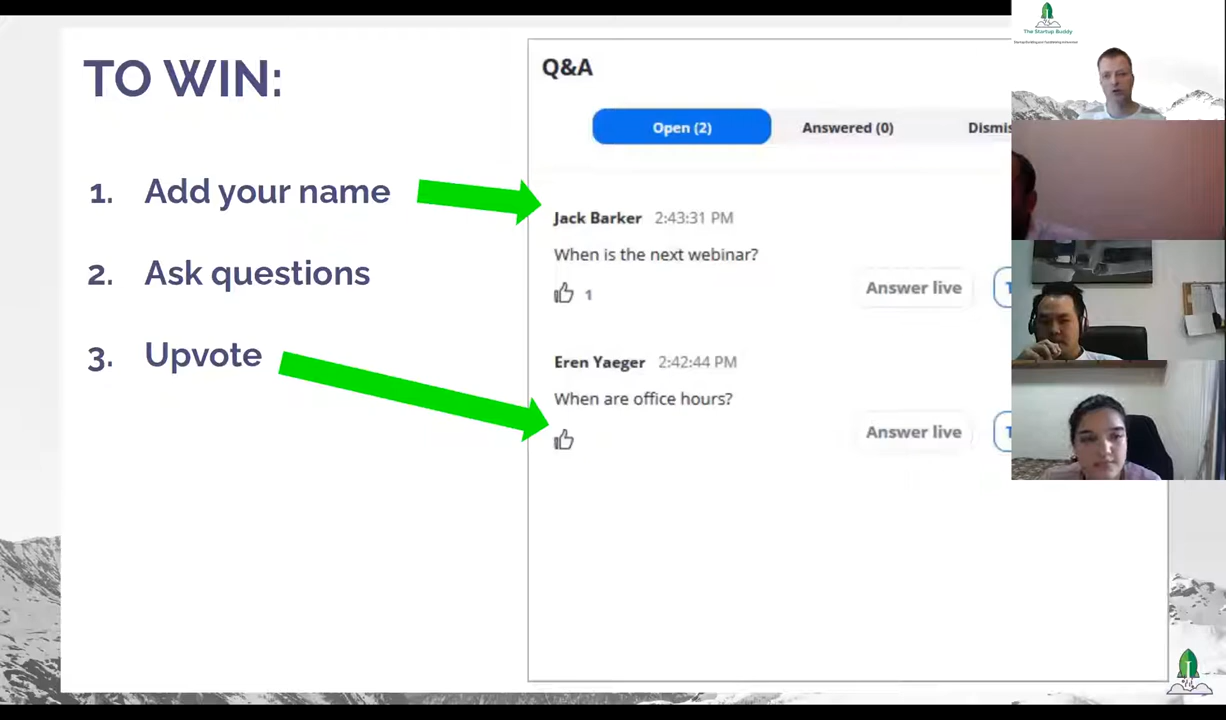 TO WIN:
1. Add your name
2. Ask questions
3. Upvote
Q&A
Open (2)
Answered (0)
Jack Barker 2:43:31 PM
When is the next webinar?
1
Answer live
Eren Yaeger 2:42:44 PM
When are office hours?
Answer live
The Startup Buddy